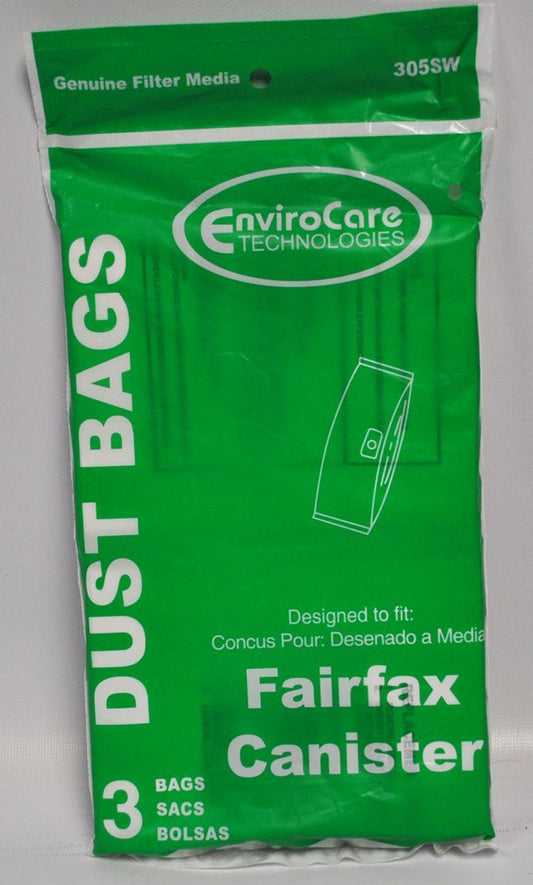 Genuine Filter Media
305SW
EnviroCare
TECHNOLOGIES
DUST BAGS
Designed to fit:
Concus Pour: Desenado a Media
Fairfax
Canister
3
BAGS
SACS
BOLSAS